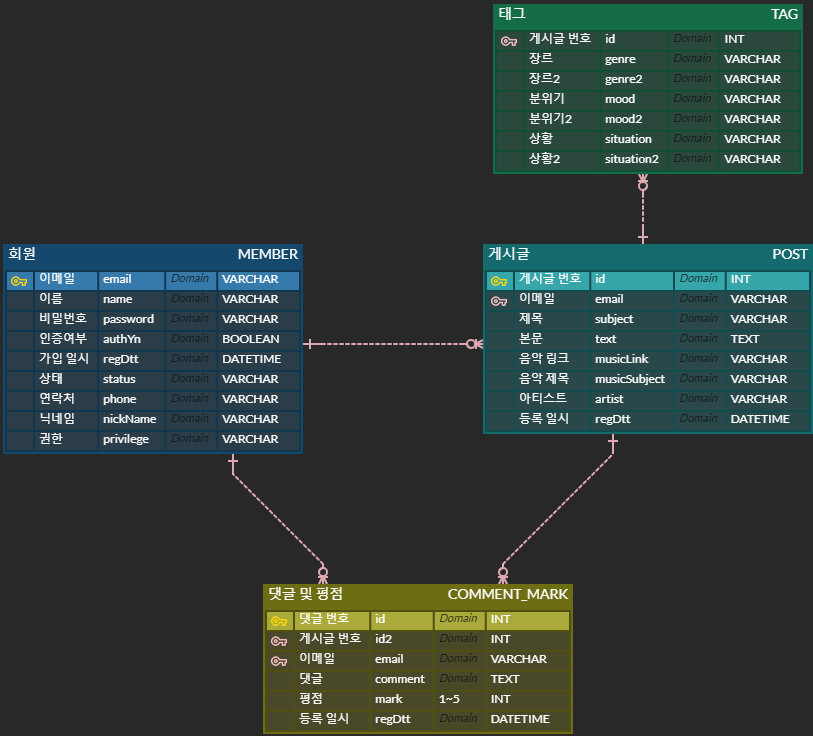 태그 TAG
게시글 번호 id Domain INT
장르 genre Domain VARCHAR
장르2 genre2 Domain VARCHAR
분위기 mood Domain VARCHAR
분위기2 mood2 Domain VARCHAR
상황 situation Domain VARCHAR
상황2 situation2 Domain VARCHAR
회원 MEMBER
이메일 email Domain VARCHAR
이름 name Domain VARCHAR
비밀번호 password Domain VARCHAR
인증여부 authYn Domain BOOLEAN
가입 일시 regDtt Domain DATETIME
상태 status Domain VARCHAR
연락처 phone Domain VARCHAR
닉네임 nickName Domain VARCHAR
권한 privilege Domain VARCHAR
게시글 POST
게시글 번호 id Domain INT
이메일 email Domain VARCHAR
제목 subject Domain VARCHAR
본문 text Domain TEXT
음악 링크 musicLink Domain VARCHAR
음악 제목 musicSubject Domain VARCHAR
아티스트 artist Domain VARCHAR
등록 일시 regDtt Domain DATETIME
댓글 및 평점 COMMENT_MARK
댓글 번호 id Domain INT
게시글 번호 id2 Domain INT
이메일 email Domain VARCHAR
댓글 comment Domain TEXT
평점 mark 1~5 INT
등록 일시 regDtt Domain DATETIME